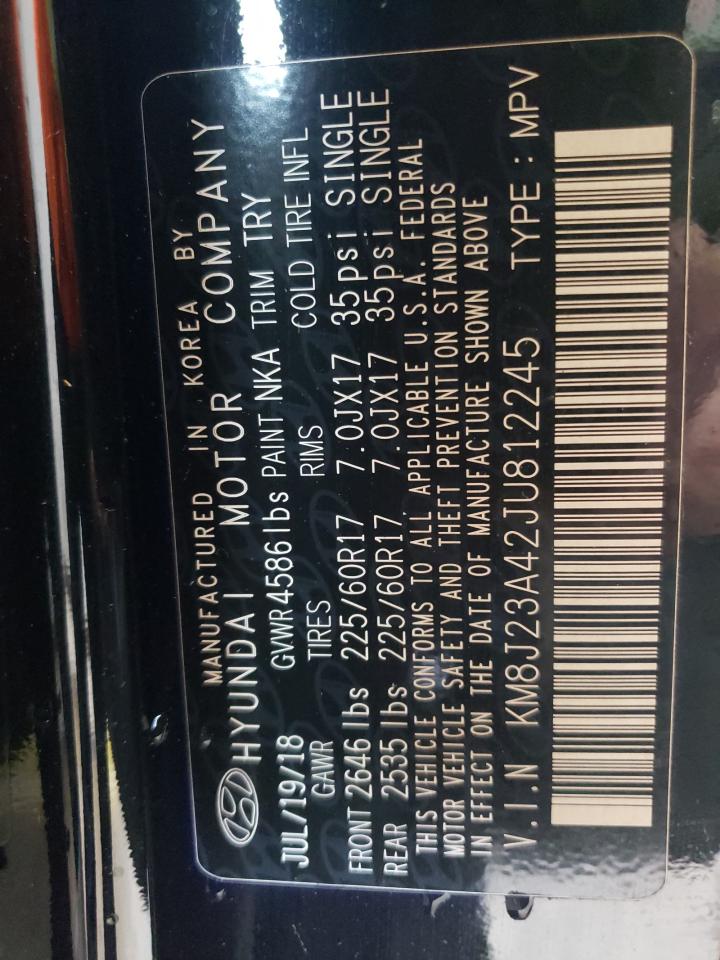 MANUFACTURED IN KOREA BY
HYUNDAI MOTOR COMPANY
JUL/19/18 GVWR 4586 lbs PAINT NKA TRIM TRY
GAWR TIRES RIMS COLD TIRE INFL
FRONT 2646 lbs 225/60R17 7.0JX17 35psi SINGLE
REAR 2535 lbs 225/60R17 7.0JX17 35psi SINGLE
THIS VEHICLE CONFORMS TO ALL APPLICABLE U.S.A. FEDERAL
MOTOR VEHICLE SAFETY AND THEFT PREVENTION STANDARDS
IN EFFECT ON THE DATE OF MANUFACTURE SHOWN ABOVE
V.I.N KM8J23A42JU812245 TYPE : MPV